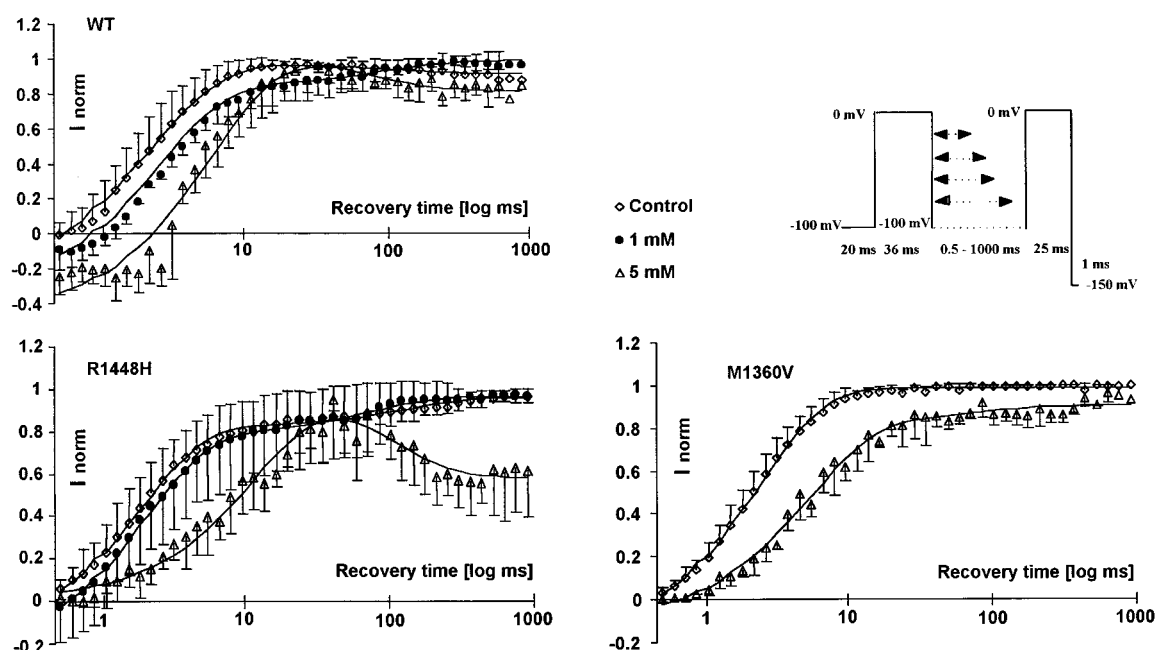 WT
1.2
1
0.8
0.6
0.4
0.2
0
-0.2
-0.4
I norm
10
100
1000
Recovery time [log ms]
Control
1 mM
5 mM
0 mV
0 mV
-100 mV
-100 mV
20 ms
36 ms
0.5 - 1000 ms
25 ms
1 ms
-150 mV
R1448H
1.2
1
0.8
0.6
0.4
0.2
0
-0.2
I norm
1
10
100
1000
Recovery time [log ms]
M1360V
1.2
1
0.8
0.6
0.4
0.2
0
-0.2
I norm
1
10
100
1000
Recovery time [log ms]